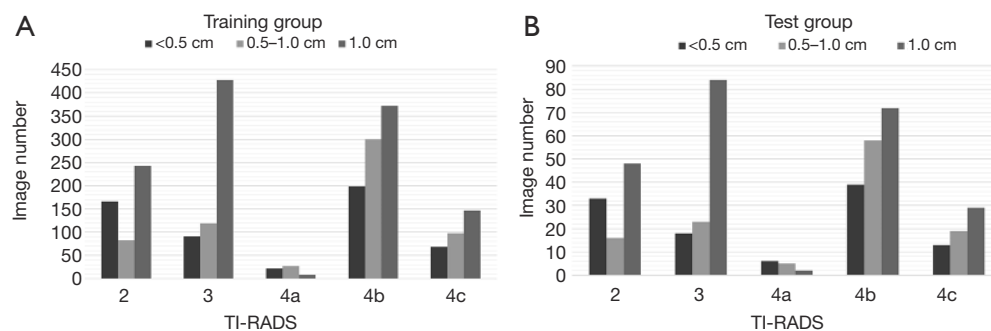 A
Training group
<0.5 cm 0.5–1.0 cm 1.0 cm
450
400
350
300
250
200
150
100
50
0
Image number
2 3 4a 4b 4c
TI-RADS
B
Test group
<0.5 cm 0.5–1.0 cm 1.0 cm
90
80
70
60
50
40
30
20
10
0
Image number
2 3 4a 4b 4c
TI-RADS